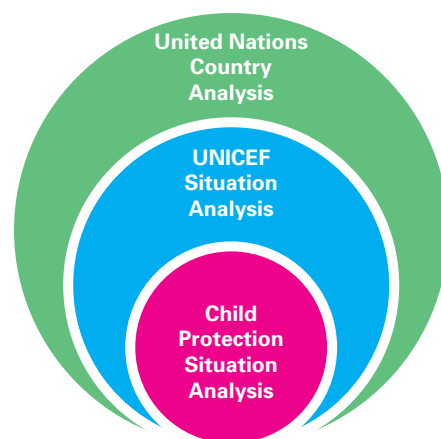 United Nations
Country
Analysis
UNICEF
Situation
Analysis
Child
Protection
Situation
Analysis